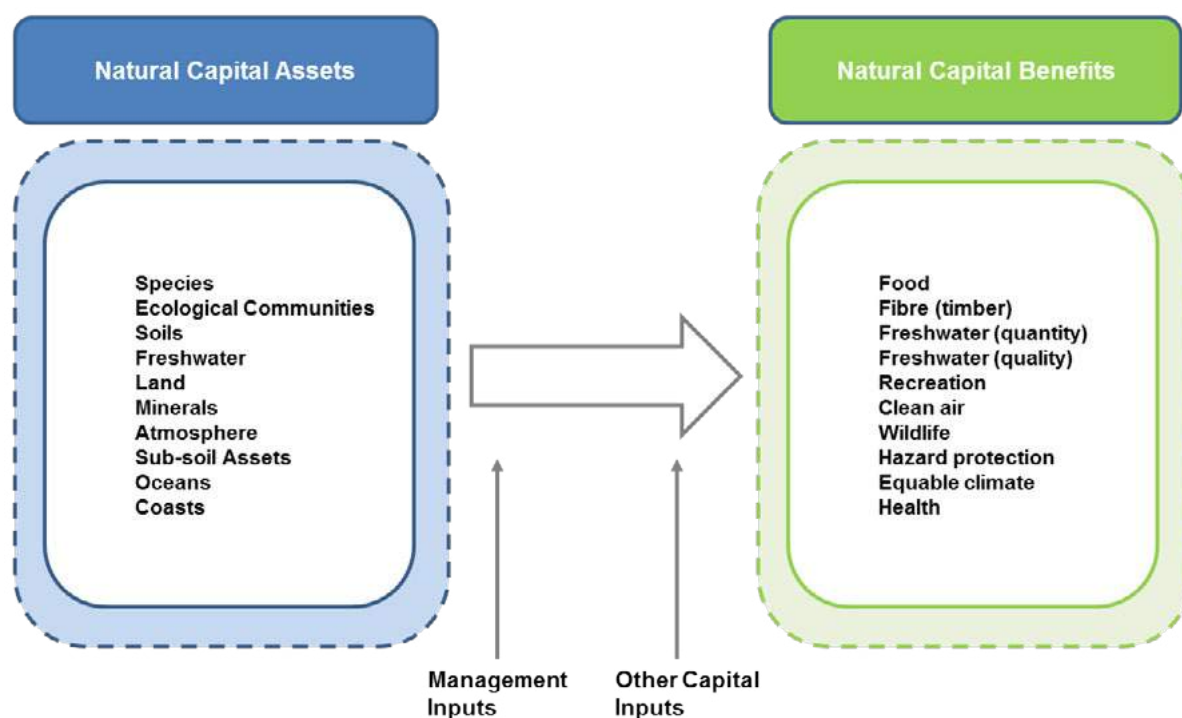 Natural Capital Assets
Natural Capital Benefits
Species
Ecological Communities
Soils
Freshwater
Land
Minerals
Atmosphere
Sub-soil Assets
Oceans
Coasts
Food
Fibre (timber)
Freshwater (quantity)
Freshwater (quality)
Recreation
Clean air
Wildlife
Hazard protection
Equable climate
Health
Management
Inputs
Other Capital
Inputs